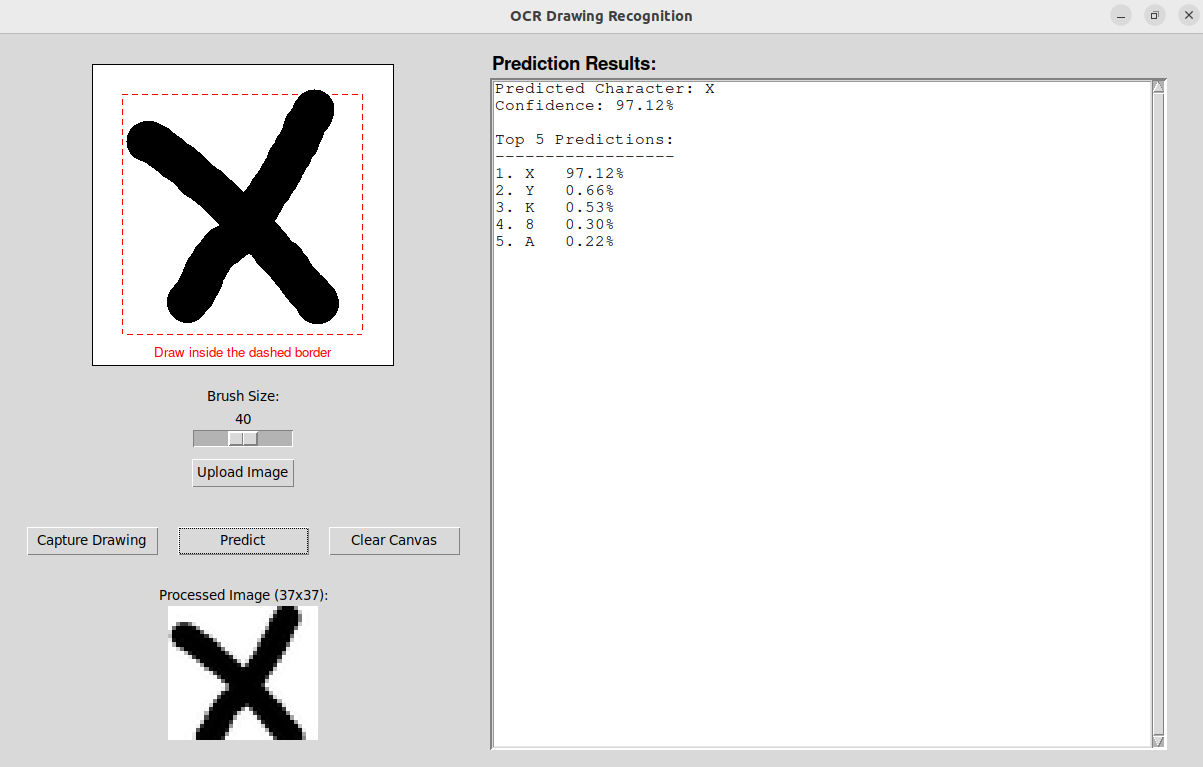 OCR Drawing Recognition
X
Draw inside the dashed border
Brush Size:
40
Upload Image
Capture Drawing
Predict
Clear Canvas
Processed Image (37x37):
X
Prediction Results:
Predicted Character: X
Confidence: 97.12%
Top 5 Predictions:
------------------
1. X 97.12%
2. Y 0.66%
3. K 0.53%
4. 8 0.30%
5. A 0.22%